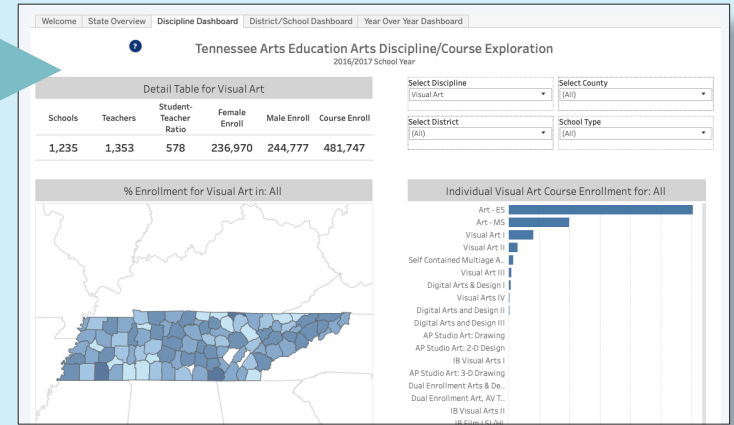 Welcome State Overview Discipline Dashboard District/School Dashboard Year Over Year Dashboard
?
Tennessee Arts Education Arts Discipline/Course Exploration
2016/2017 School Year
Detail Table for Visual Art
Schools Teachers Student-Teacher Ratio Female Enroll Male Enroll Course Enroll
1,235 1,353 578 236,970 244,777 481,747
Select Discipline
Visual Art
Select County
(All)
Select District
(All)
School Type
(All)
% Enrollment for Visual Art in: All
Individual Visual Art Course Enrollment for: All
Art - ES
Art - MS
Visual Art I
Visual Art II
Self Contained Multiage A..
Visual Art III
Digital Arts & Design I
Visual Arts IV
Digital Arts and Design II
Digital Arts and Design III
AP Studio Art: Drawing
AP Studio Art: 2-D Design
IB Visual Arts I
AP Studio Art: 3-D Drawing
Dual Enrollment Arts & De..
Dual Enrollment Art, AV T..
IB Visual Arts II
IB Film I SL/HL